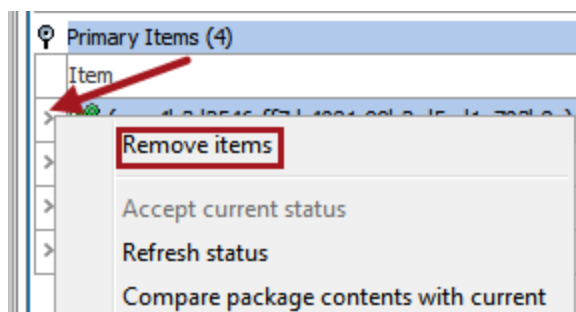 Primary Items (4)
Item
Remove items
Accept current status
Refresh status
Compare package contents with current